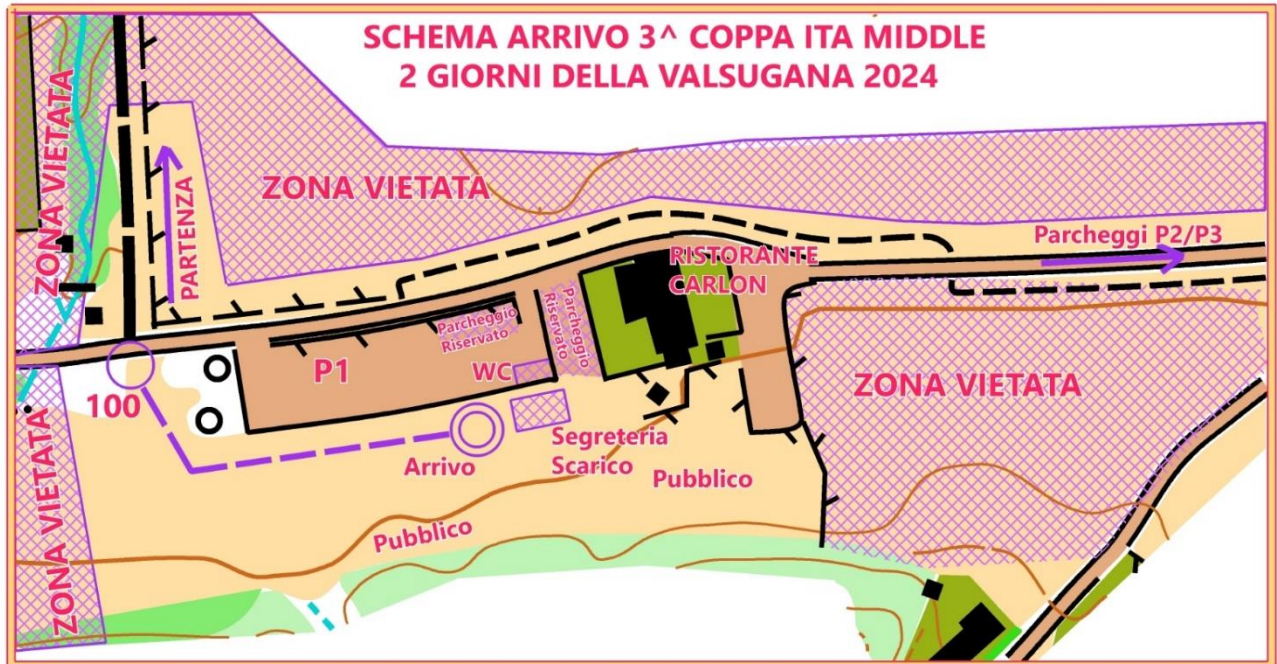 SCHEMA ARRIVO 3^ COPPA ITA MIDDLE
2 GIORNI DELLA VALSUGANA 2024
ZONA VIETATA
PARTENZA
ZONA VIETATA
Parcheggi P2/P3
RISTORANTE
CARLON
Parcheggio
Riservato
Parcheggio
Riservato
P1
WC
ZONA VIETATA
100
ZONA VIETATA
Arrivo
Segreteria
Scarico
Pubblico
Pubblico